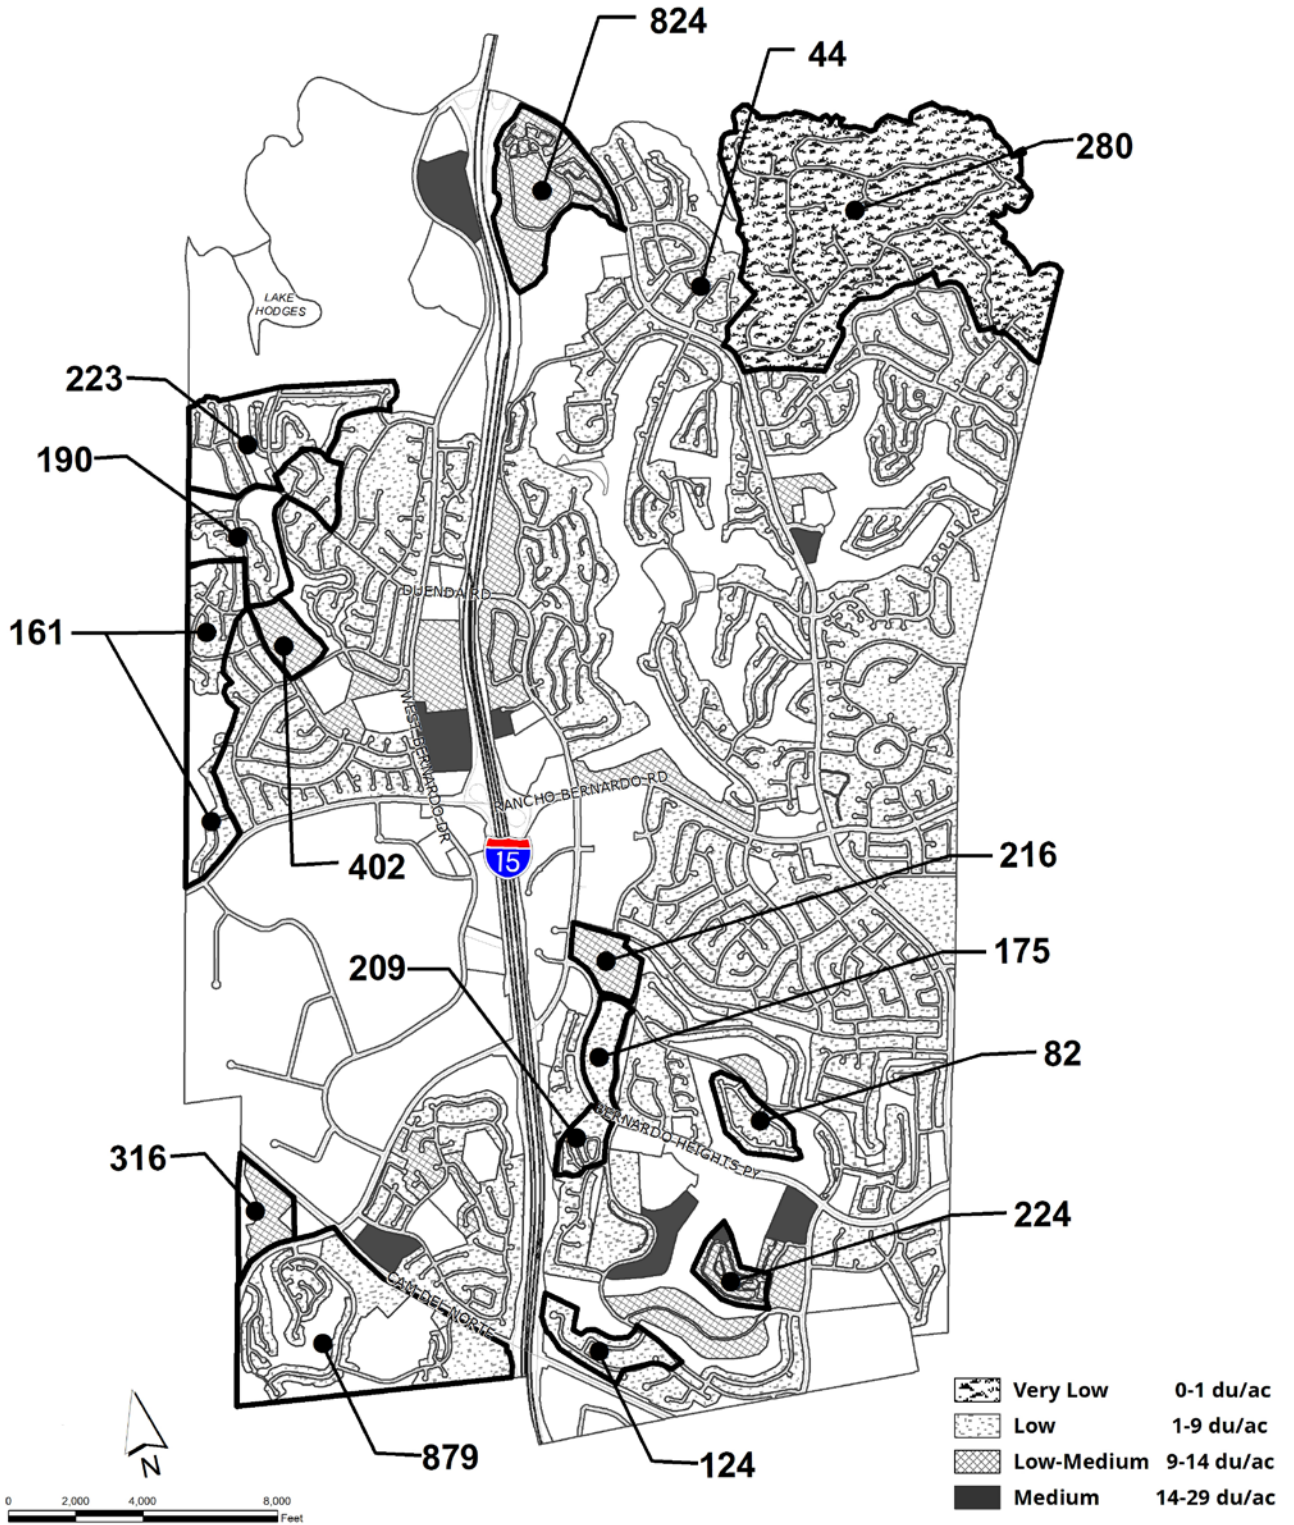 824
44
280
LAKE
HODGES
223
190
DUENDA RD
161
WEST BERNARDO DR
RANCHO BERNARDO RD
15
402
216
175
209
82
BERNARDO HEIGHTS PY
316
224
CAM DEL NORTE
879
124
N
0 2,000 4,000 8,000
Feet
Very Low 0-1 du/ac
Low 1-9 du/ac
Low-Medium 9-14 du/ac
Medium 14-29 du/ac